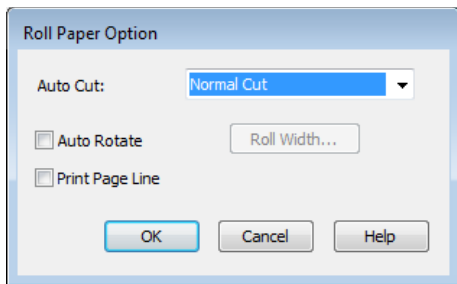 Roll Paper Option
Auto Cut: Normal Cut
Auto Rotate Roll Width...
Print Page Line
OK Cancel Help